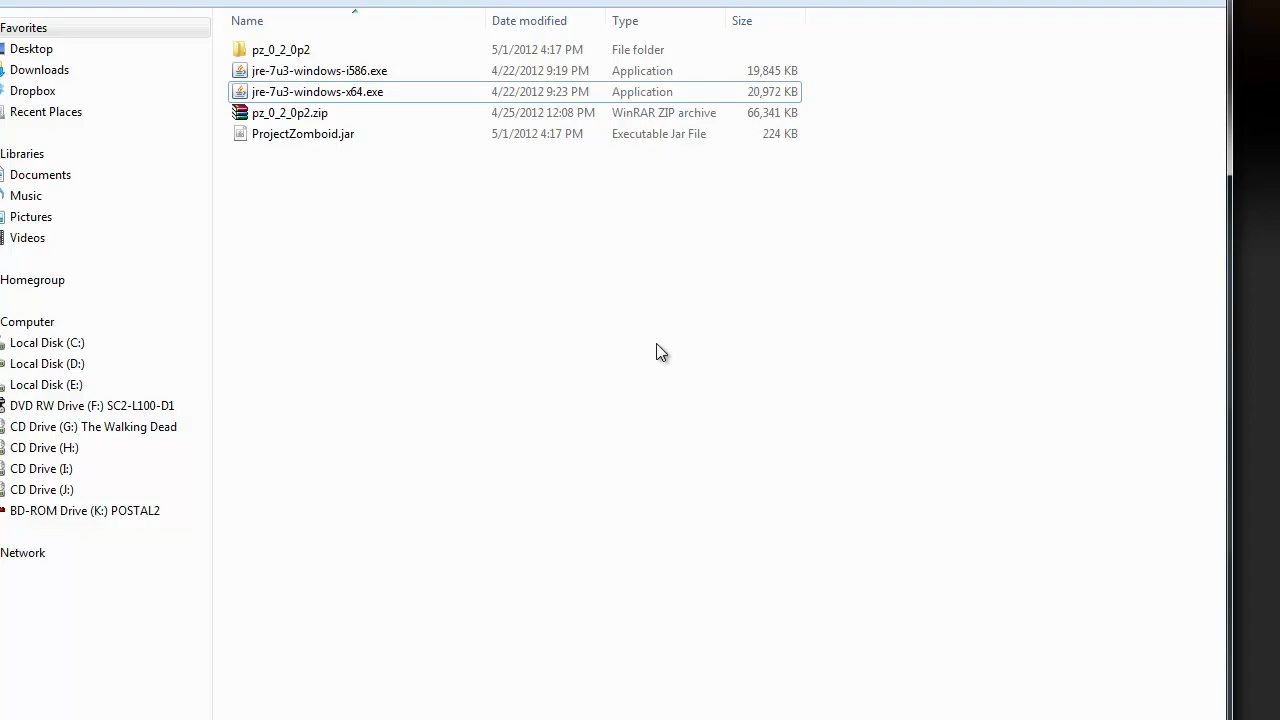 Favorites
Desktop
Downloads
Dropbox
Recent Places
Libraries
Documents
Music
Pictures
Videos
Homegroup
Computer
Local Disk (C:)
Local Disk (D:)
Local Disk (E:)
DVD RW Drive (F:) SC2-L100-D1
CD Drive (G:) The Walking Dead
CD Drive (H:)
CD Drive (I:)
CD Drive (J:)
BD-ROM Drive (K:) POSTAL2
Network
Name Date modified Type Size
pz_0_2_0p2 5/1/2012 4:17 PM File folder
jre-7u3-windows-i586.exe 4/22/2012 9:19 PM Application 19,845 KB
jre-7u3-windows-x64.exe 4/22/2012 9:23 PM Application 20,972 KB
pz_0_2_0p2.zip 4/25/2012 12:08 PM WinRAR ZIP archive 66,341 KB
ProjectZomboid.jar 5/1/2012 4:17 PM Executable Jar File 224 KB